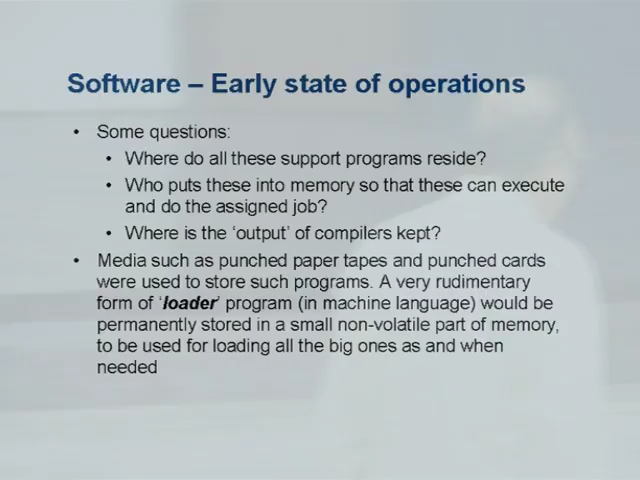 Software – Early state of operations
• Some questions:
• Where do all these support programs reside?
• Who puts these into memory so that these can execute
and do the assigned job?
• Where is the ‘output’ of compilers kept?
• Media such as punched paper tapes and punched cards
were used to store such programs. A very rudimentary
form of ‘loader’ program (in machine language) would be
permanently stored in a small non-volatile part of memory,
to be used for loading all the big ones as and when
needed